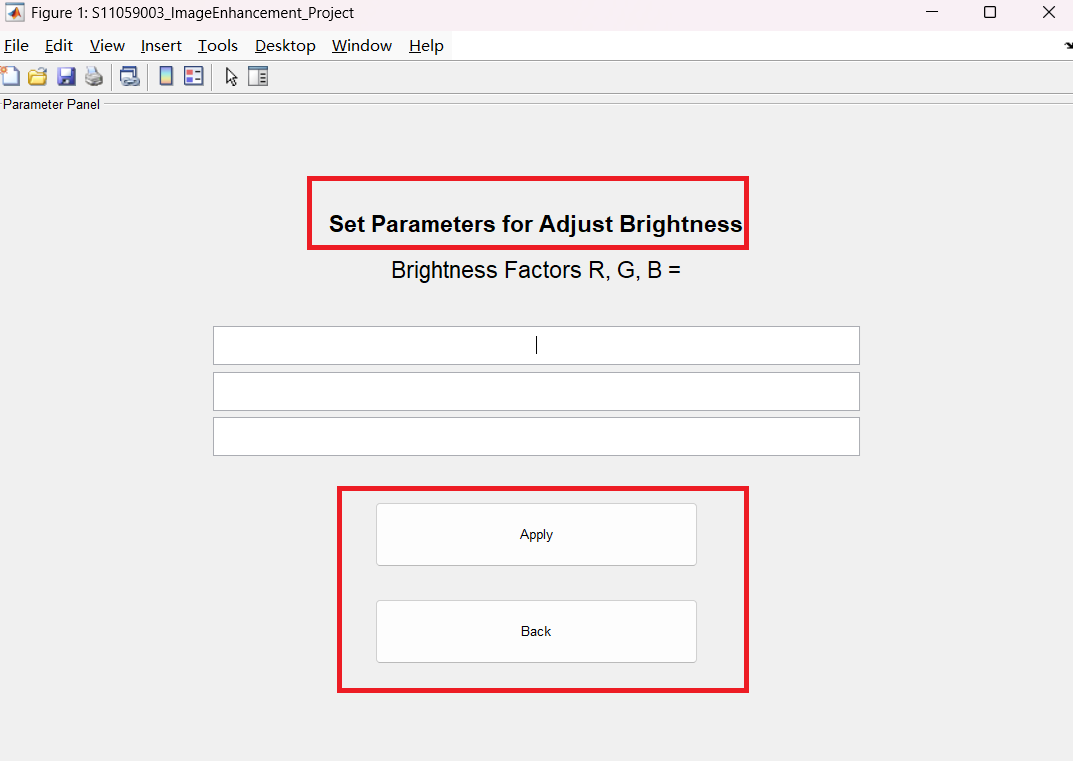 Figure 1: S11059003_ImageEnhancement_Project
File Edit View Insert Tools Desktop Window Help
Parameter Panel
Set Parameters for Adjust Brightness
Brightness Factors R, G, B =
Apply
Back